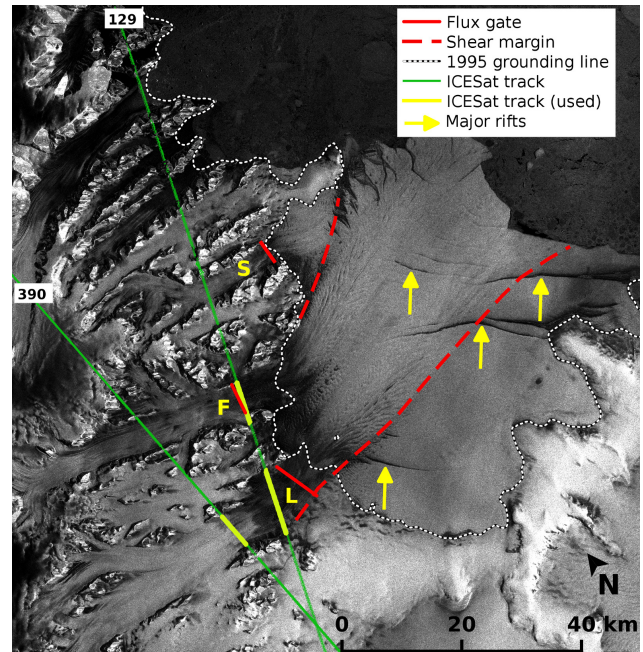 129
Flux gate
Shear margin
1995 grounding line
ICESat track
ICESat track (used)
Major rifts
S
390
F
L
N
0 20 40 km